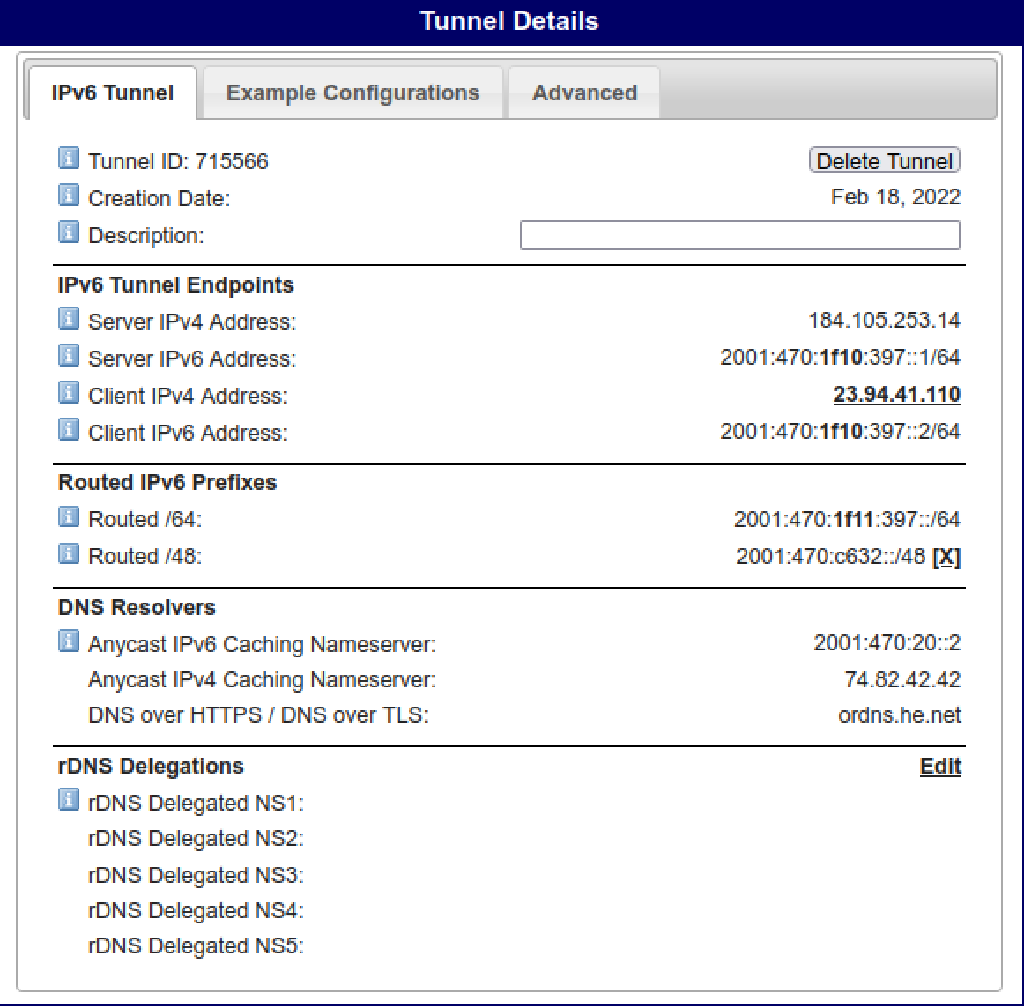 Tunnel Details
IPv6 Tunnel Example Configurations Advanced
Tunnel ID: 715566 Delete Tunnel
Creation Date: Feb 18, 2022
Description:
IPv6 Tunnel Endpoints
Server IPv4 Address: 184.105.253.14
Server IPv6 Address: 2001:470:1f10:397::1/64
Client IPv4 Address: 23.94.41.110
Client IPv6 Address: 2001:470:1f10:397::2/64
Routed IPv6 Prefixes
Routed /64: 2001:470:1f11:397::/64
Routed /48: 2001:470:c632::/48 [X]
DNS Resolvers
Anycast IPv6 Caching Nameserver: 2001:470:20::2
Anycast IPv4 Caching Nameserver: 74.82.42.42
DNS over HTTPS / DNS over TLS: ordns.he.net
rDNS Delegations Edit
rDNS Delegated NS1:
rDNS Delegated NS2:
rDNS Delegated NS3:
rDNS Delegated NS4:
rDNS Delegated NS5: